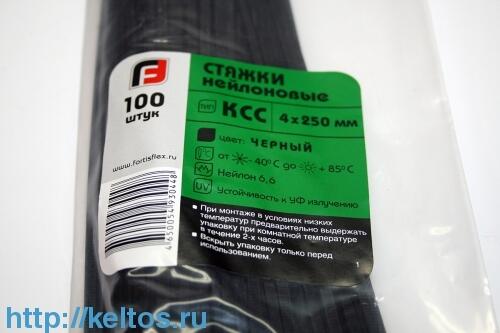 100
штук
www.fortisflex.ru
4650054930448
СТЯЖКИ
НЕЙЛОНОВЫЕ
ТИП КСС 4x250 мм
цвет: ЧЕРНЫЙ
от -40°C до +85°C
Нейлон 6,6
UV Устойчивость к УФ излучению
• При монтаже в условиях низких
температур предварительно выдержать
упаковку при комнатной температуре
в течение 2-х часов.
• Вскрыть упаковку только перед
использованием.
http://keltos.ru